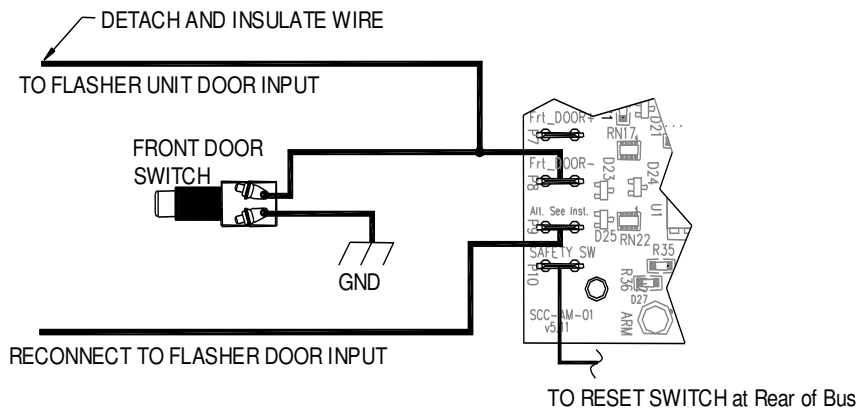 DETACH AND INSULATE WIRE
TO FLASHER UNIT DOOR INPUT
FRONT DOOR
SWITCH
GND
RECONNECT TO FLASHER DOOR INPUT
Frt_DOOR+
P7
RN17
D21
Frt_DOOR-
P8
D23
D24
Alt. See Inst.
P9
D25
RN22
U1
SAFETY SW
P10
R35
R36
D27
SCC-AM-01
v5.11
ARM
TO RESET SWITCH at Rear of Bus